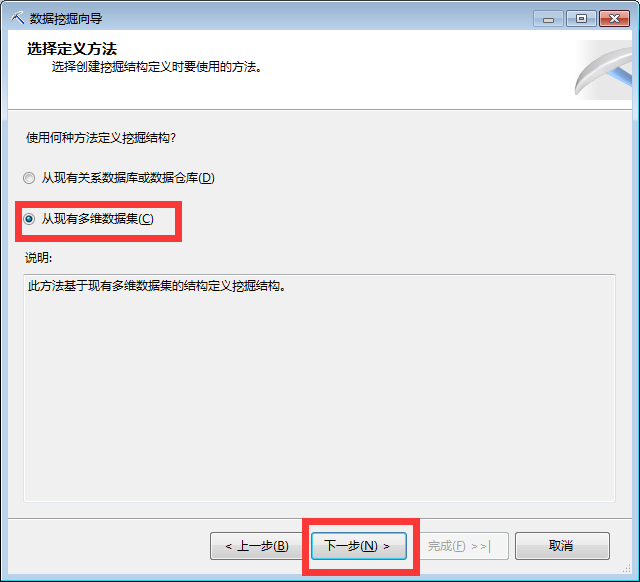 数据挖掘向导
选择定义方法
选择创建挖掘结构定义时要使用的方法。
使用何种方法定义挖掘结构?
从现有关系数据库或数据仓库(D)
从现有多维数据集(C)
说明:
此方法基于现有多维数据集的结构定义挖掘结构。
< 上一步(B)
下一步(N) >
完成(F) >>|
取消